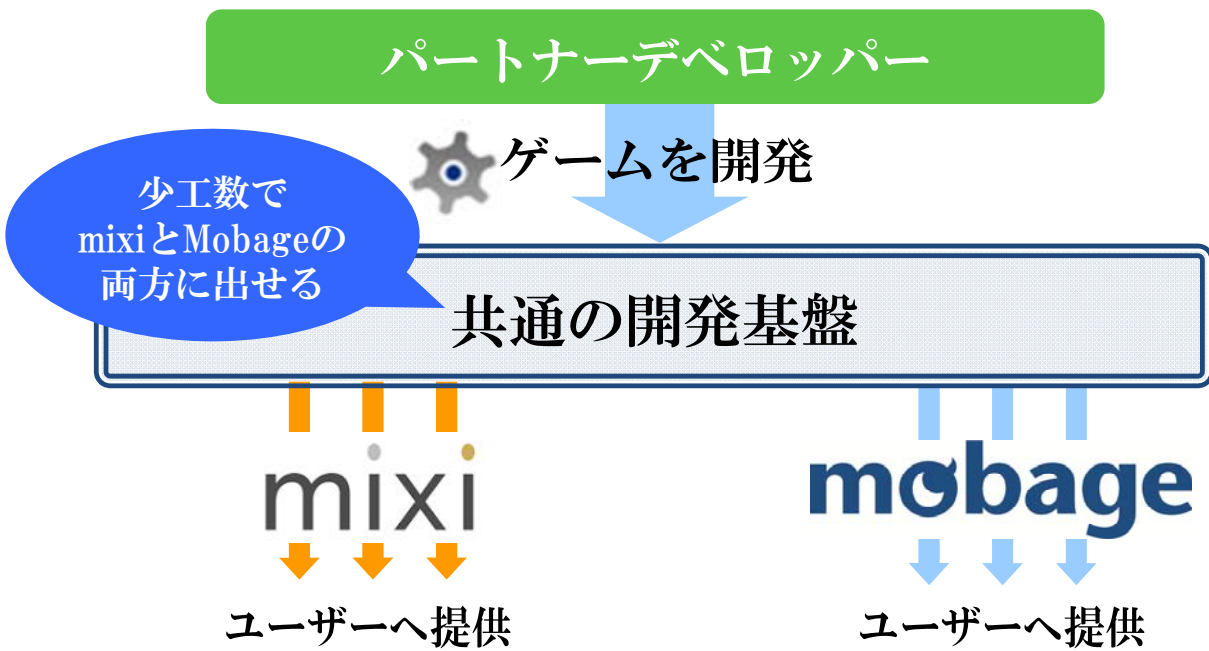 パートナーデベロッパー
ゲームを開発
少工数で
mixiとMobageの
両方に出せる
共通の開発基盤
mixi
mobage
ユーザーへ提供
ユーザーへ提供